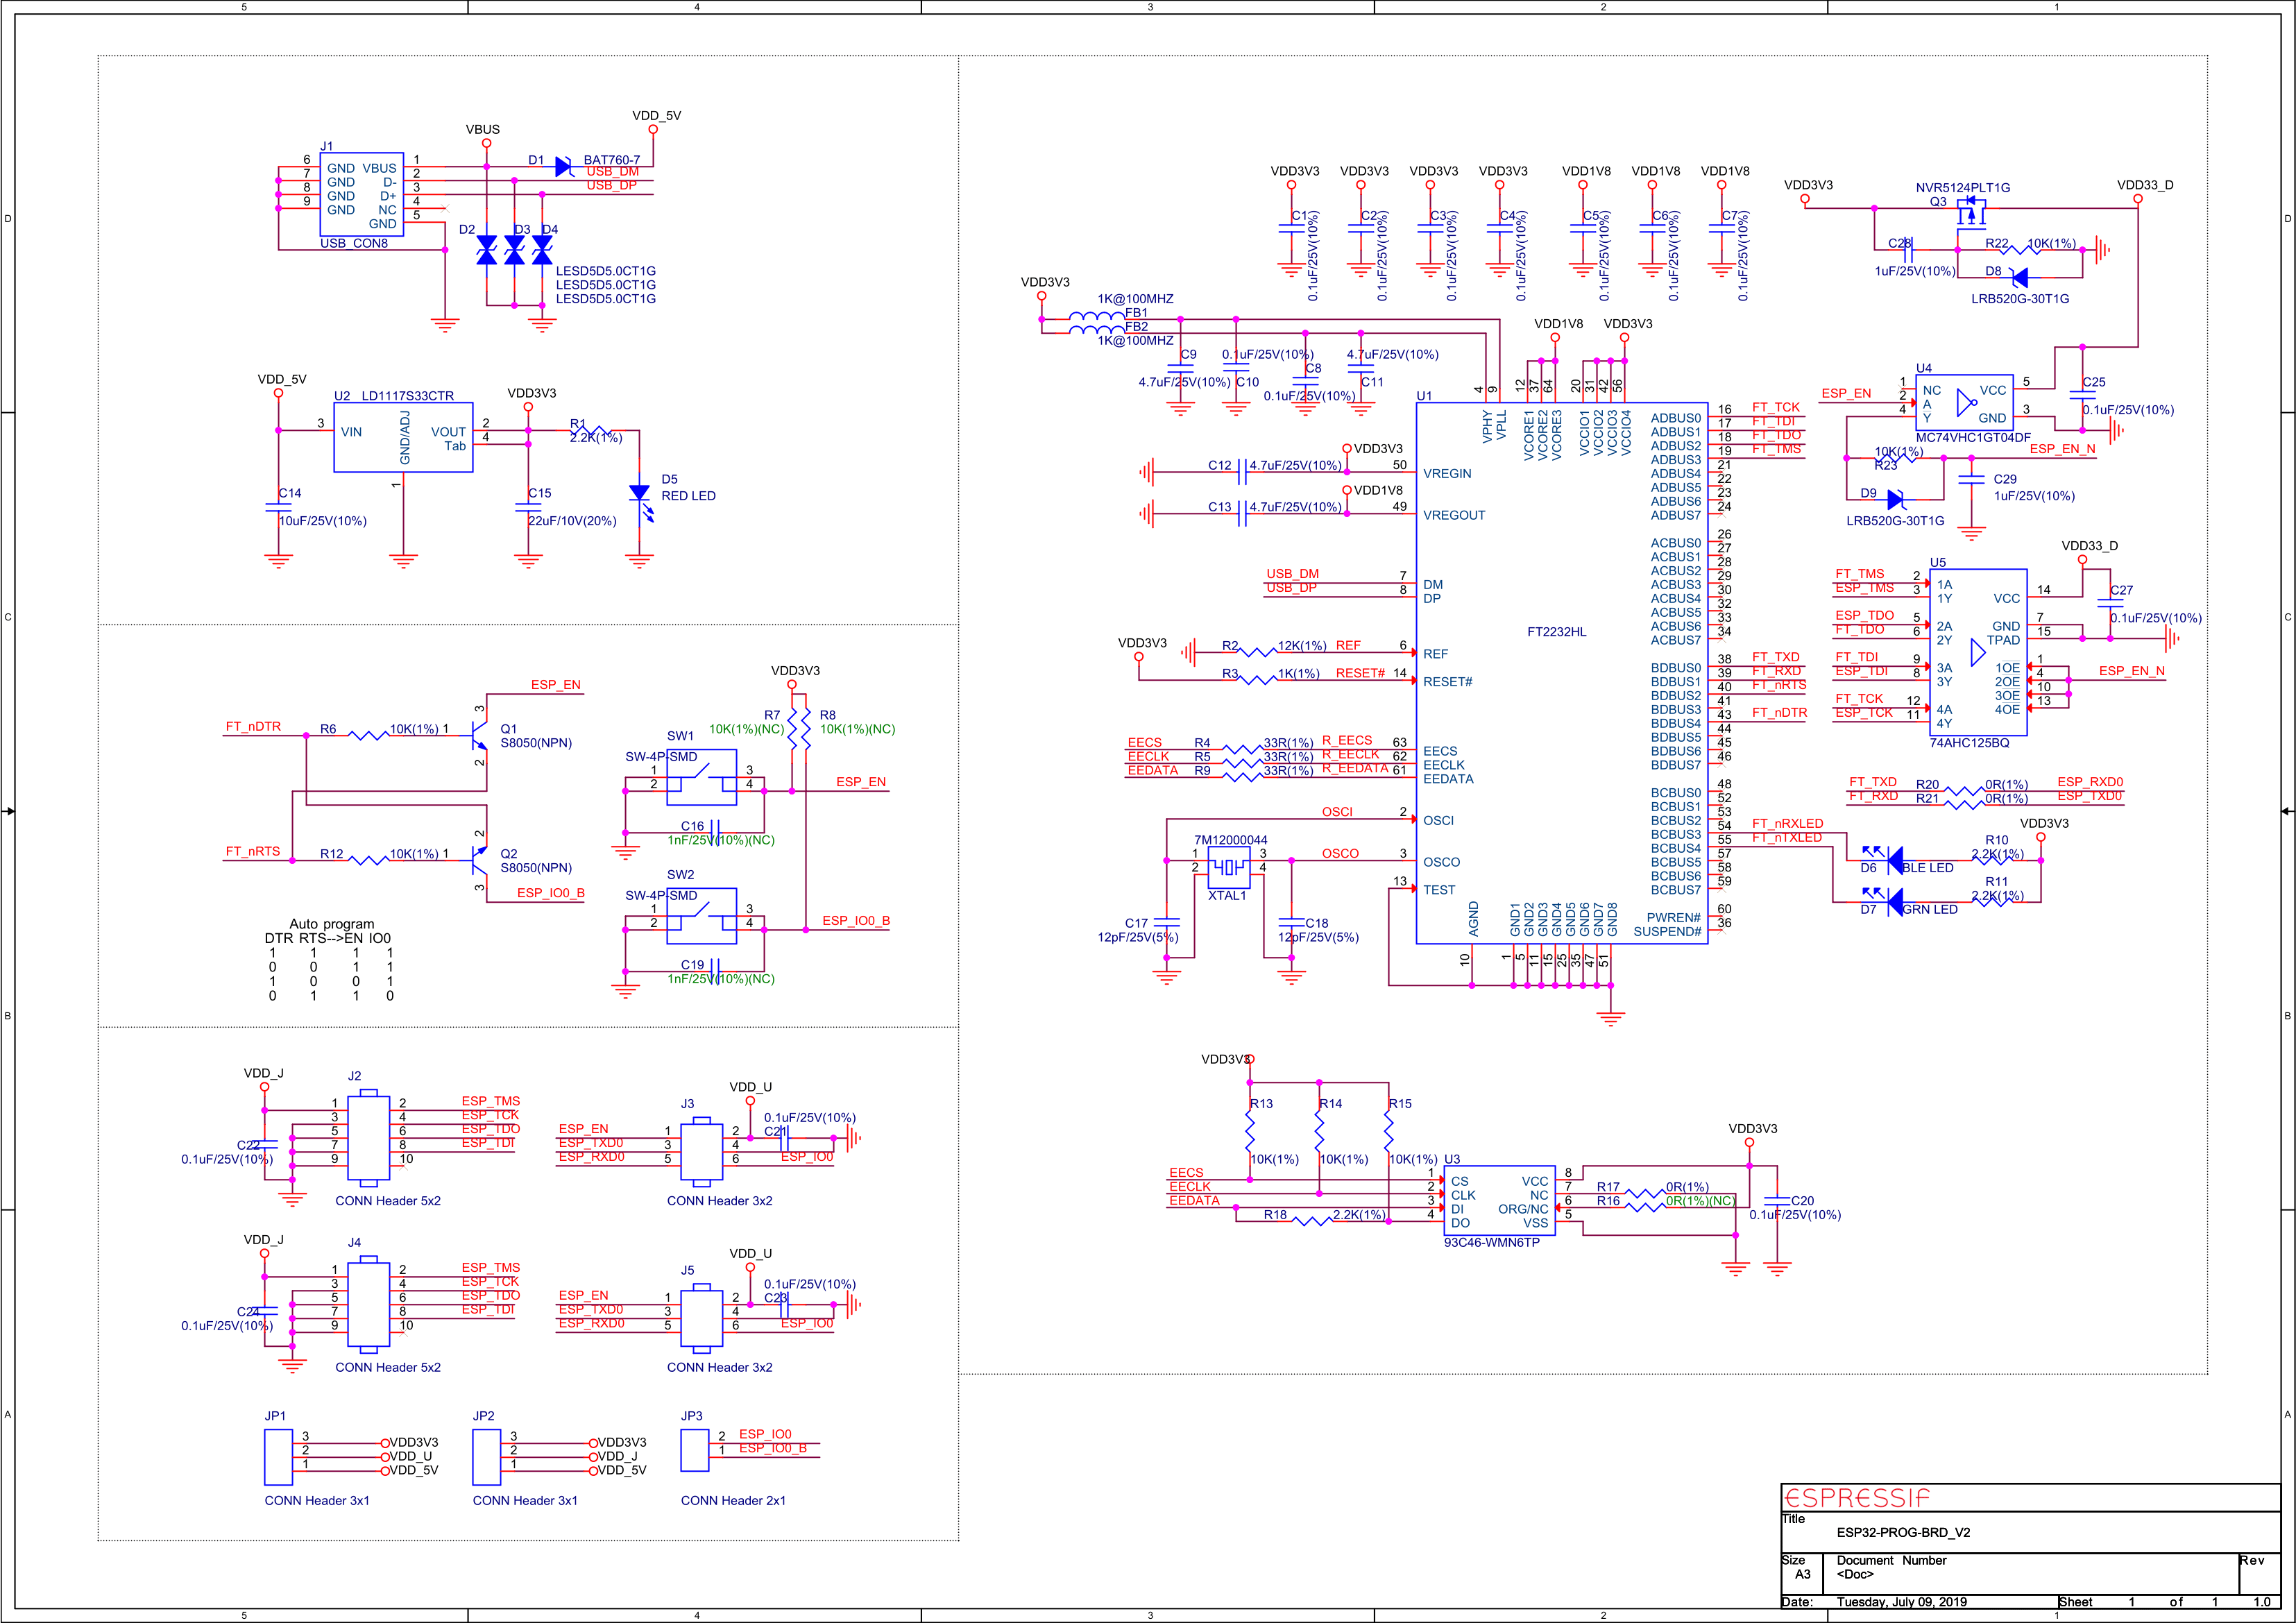 5 4 3 2 1
D
C
B
A
VBUS
VDD_5V
J1
6 GND VBUS 1
7 GND D- 2
8 GND D+ 3
9 GND NC 4
GND 5
USB_CON8
D1 BAT760-7
USB_DM
USB_DP
D2 D3 D4
LESD5D5.0CT1G
LESD5D5.0CT1G
LESD5D5.0CT1G
VDD_5V
U2 LD1117S33CTR
VDD3V3
3 VIN
GND/ADJ
VOUT 2
Tab 4
1
R1
2.2K(1%)
D5
RED LED
C14
10uF/25V(10%)
C15
22uF/10V(20%)
ESP_EN
FT_nDTR
R6 10K(1%) 1
3
Q1
S8050(NPN)
2
FT_nRTS
R12 10K(1%) 1
2
Q2
S8050(NPN)
3
ESP_IO0_B
Auto program
DTR RTS-->EN IO0
1 1 1 1
0 0 1 1
1 0 0 1
0 1 1 0
VDD3V3
R7
10K(1%)(NC)
R8
10K(1%)(NC)
SW1
SW-4P-SMD
1 3
2 4
ESP_EN
C16
1nF/25V(10%)(NC)
SW2
SW-4P-SMD
1 3
2 4
ESP_IO0_B
C19
1nF/25V(10%)(NC)
VDD_J
J2
1 2 ESP_TMS
3 4 ESP_TCK
5 6 ESP_TDO
7 8 ESP_TDI
9 10
C22
0.1uF/25V(10%)
CONN Header 5x2
VDD_U
J3
0.1uF/25V(10%)
C21
ESP_EN 1 2
ESP_TXD0 3 4
ESP_RXD0 5 6 ESP_IO0
CONN Header 3x2
VDD_J
J4
1 2 ESP_TMS
3 4 ESP_TCK
5 6 ESP_TDO
7 8 ESP_TDI
9 10
C24
0.1uF/25V(10%)
CONN Header 5x2
VDD_U
J5
0.1uF/25V(10%)
C23
ESP_EN 1 2
ESP_TXD0 3 4
ESP_RXD0 5 6 ESP_IO0
CONN Header 3x2
JP1
3 VDD3V3
2 VDD_U
1 VDD_5V
CONN Header 3x1
JP2
3 VDD3V3
2 VDD_J
1 VDD_5V
CONN Header 3x1
JP3
2 ESP_IO0
1 ESP_IO0_B
CONN Header 2x1
VDD3V3 VDD3V3 VDD3V3 VDD3V3 VDD1V8 VDD1V8 VDD1V8
C1 C2 C3 C4 C5 C6 C7
0.1uF/25V(10%) 0.1uF/25V(10%) 0.1uF/25V(10%) 0.1uF/25V(10%) 0.1uF/25V(10%) 0.1uF/25V(10%) 0.1uF/25V(10%)
VDD3V3
1K@100MHZ
FB1
FB2
1K@100MHZ
C9
4.7uF/25V(10%)
0.1uF/25V(10%)
C10
C8
0.1uF/25V(10%)
4.7uF/25V(10%)
C11
VDD1V8 VDD3V3
U1
4 9 12 37 64 20 31 42 56
VPHY VPLL VCORE1 VCORE2 VCORE3 VCCIO1 VCCIO2 VCCIO3 VCCIO4
VDD3V3
C12 4.7uF/25V(10%) 50 VREGIN
VDD1V8
C13 4.7uF/25V(10%) 49 VREGOUT
USB_DM 7 DM
USB_DP 8 DP
FT2232HL
VDD3V3
R2 12K(1%) REF 6 REF
R3 1K(1%) RESET# 14 RESET#
EECS R4 33R(1%) R_EECS 63 EECS
EECLK R5 33R(1%) R_EECLK 62 EECLK
EEDATA R9 33R(1%) R_EEDATA 61 EEDATA
OSCI 2 OSCI
7M12000044
1 3
2 4
XTAL1
OSCO 3 OSCO
13 TEST
C17
12pF/25V(5%)
C18
12pF/25V(5%)
AGND GND1 GND2 GND3 GND4 GND5 GND6 GND7 GND8
10 1 5 11 15 25 35 47 51
ADBUS0 16 FT_TCK
ADBUS1 17 FT_TDI
ADBUS2 18 FT_TDO
ADBUS3 19 FT_TMS
ADBUS4 21
ADBUS5 22
ADBUS6 23
ADBUS7 24
ACBUS0 26
ACBUS1 27
ACBUS2 28
ACBUS3 29
ACBUS4 30
ACBUS5 32
ACBUS6 33
ACBUS7 34
BDBUS0 38 FT_TXD
BDBUS1 39 FT_RXD
BDBUS2 40 FT_nRTS
BDBUS3 41
BDBUS4 43 FT_nDTR
BDBUS5 44
BDBUS6 45
BDBUS7 46
BCBUS0 48
BCBUS1 52
BCBUS2 53
BCBUS3 54 FT_nRXLED
BCBUS4 55 FT_nTXLED
BCBUS5 57
BCBUS6 58
BCBUS7 59
PWREN# 60
SUSPEND# 36
VDD3V3
NVR5124PLT1G
Q3
VDD33_D
C28
1uF/25V(10%)
R22 10K(1%)
D8
LRB520G-30T1G
U4
ESP_EN
1 NC VCC 5
2 A
4 Y GND 3
MC74VHC1GT04DF
C25
0.1uF/25V(10%)
10K(1%)
R23
ESP_EN_N
D9
LRB520G-30T1G
C29
1uF/25V(10%)
VDD33_D
U5
FT_TMS 2 1A
ESP_TMS 3 1Y VCC 14
ESP_TDO 5 2A GND 7
FT_TDO 6 2Y TPAD 15
FT_TDI 9 3A 1OE 1
ESP_TDI 8 3Y 2OE 4 ESP_EN_N
3OE 10
FT_TCK 12 4A 4OE 13
ESP_TCK 11 4Y
74AHC125BQ
C27
0.1uF/25V(10%)
FT_TXD R20 0R(1%) ESP_RXD0
FT_RXD R21 0R(1%) ESP_TXD0
VDD3V3
R10
2.2K(1%)
D6 BLE LED
R11
2.2K(1%)
D7 GRN LED
VDD3V3
R13 R14 R15
10K(1%) 10K(1%) 10K(1%)
U3
EECS 1 CS VCC 8
EECLK 2 CLK NC 7
EEDATA 3 DI ORG/NC 6
R18 2.2K(1%) 4 DO VSS 5
93C46-WMN6TP
R17 0R(1%)
R16 0R(1%)(NC)
VDD3V3
C20
0.1uF/25V(10%)
ESPRESSIF
Title
ESP32-PROG-BRD_V2
Size Document Number Rev
A3 <Doc> 1.0
Date: Tuesday, July 09, 2019 Sheet 1 of 1
5 4 3 2 1
D
C
B
A